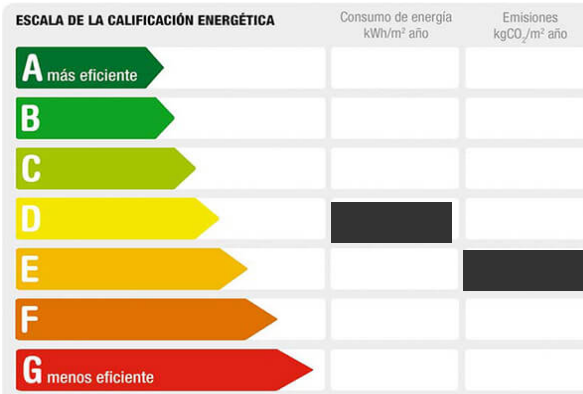 ESCALA DE LA CALIFICACIÓN ENERGÉTICA
Consumo de energía
kWh/m² año
Emisiones
kgCO₂/m² año
A más eficiente
B
C
D
E
F
G menos eficiente